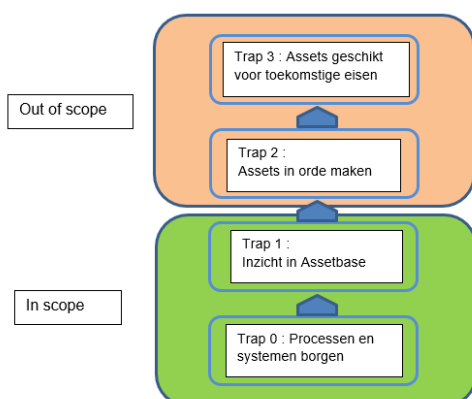 Trap 3 : Assets geschikt
voor toekomstige eisen
Out of scope
Trap 2 :
Assets in orde maken
Trap 1 :
Inzicht in Assetbase
In scope
Trap 0 : Processen en
systemen borgen